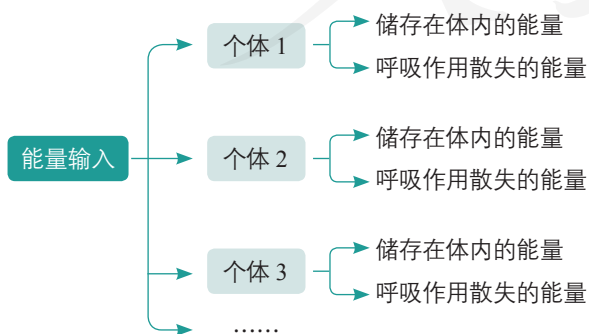 个体 1
储存在体内的能量
呼吸作用散失的能量
能量输入
个体 2
储存在体内的能量
呼吸作用散失的能量
个体 3
储存在体内的能量
呼吸作用散失的能量
……